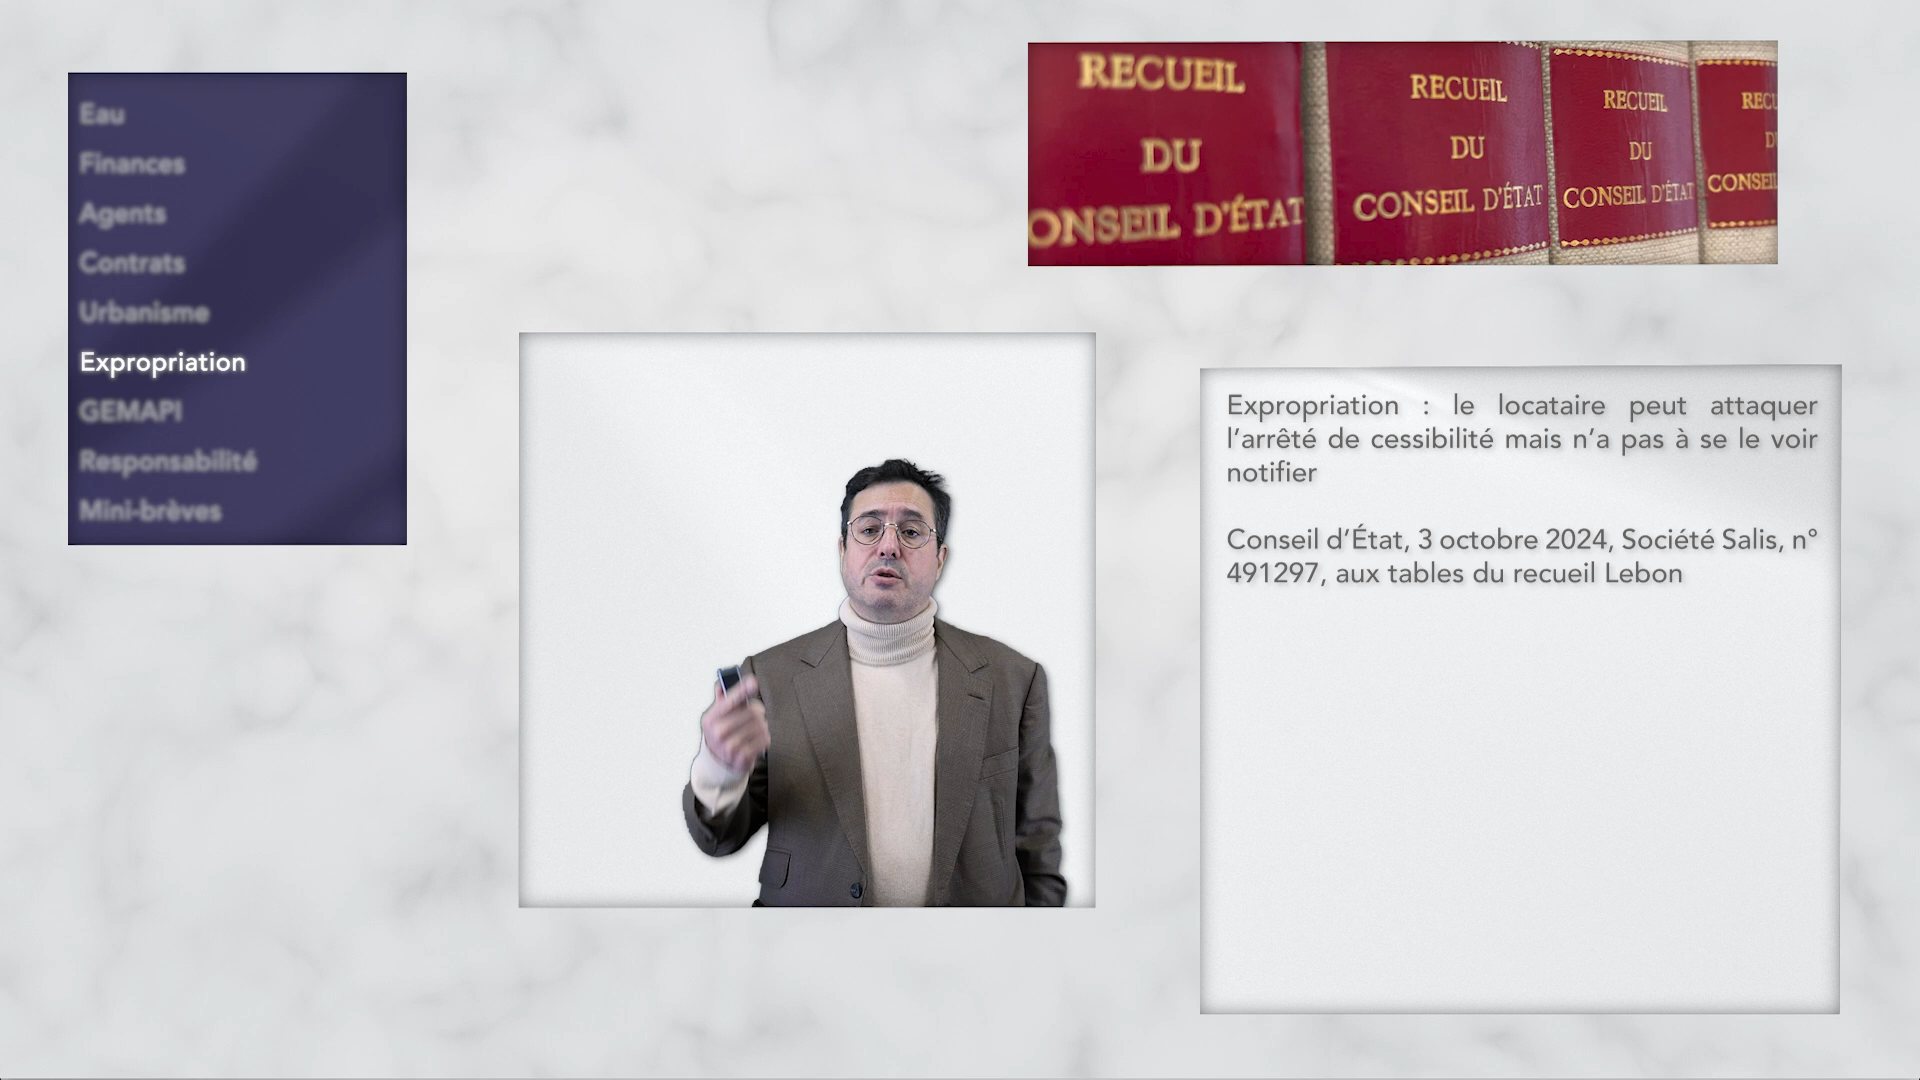 Eau
Finances
Agents
Contrats
Urbanisme
Expropriation
GEMAPI
Responsabilité
Mini-brèves
RECUEIL
DU
ONSEIL D'ÉTAT
RECUEIL
DU
CONSEIL D'ÉTAT
RECUEIL
DU
CONSEIL D'ÉTAT
RECU
D
CONSEIL
Expropriation : le locataire peut attaquer
l’arrêté de cessibilité mais n’a pas à se le voir
notifier
Conseil d’État, 3 octobre 2024, Société Salis, n°
491297, aux tables du recueil Lebon